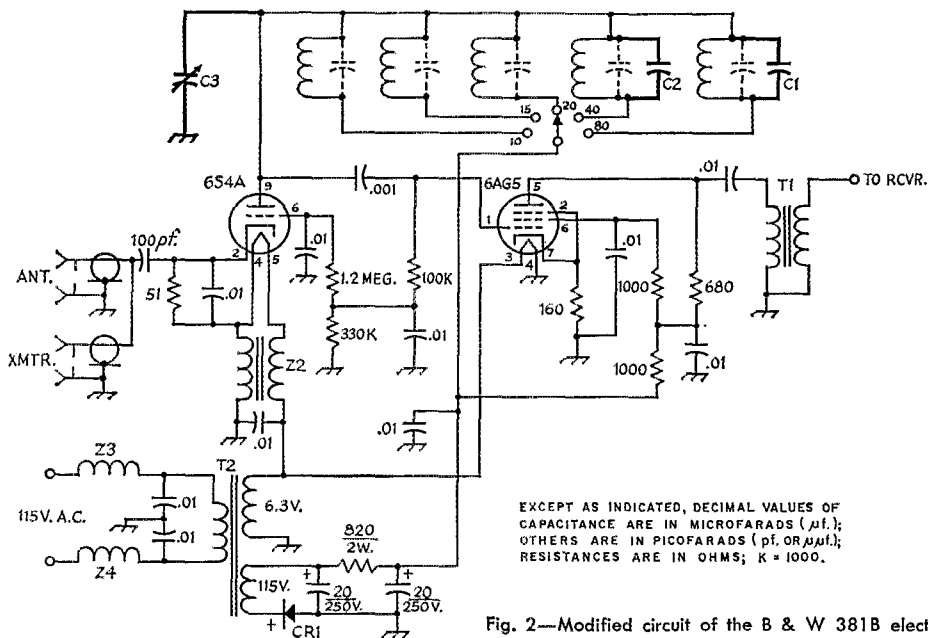 C3
C2
C1
15
20
40
10
80
6S4A
9
6
.001
6AG5
5
.01
T1
TO RCVR.
100 pf.
2
4
5
.01
1
2
6
3
4
7
.01
ANT.
51
.01
1.2 MEG.
100K
160
1000
680
330K
.01
1000
.01
XMTR.
Z2
.01
.01
Z3
T2
115V. A.C.
.01
.01
6.3V.
Z4
820
2W.
EXCEPT AS INDICATED, DECIMAL VALUES OF
CAPACITANCE ARE IN MICROFARADS (μf.);
OTHERS ARE IN PICOFARADS (pf. OR μμf.);
RESISTANCES ARE IN OHMS; K = 1000.
115V.
+
20
250V.
+
20
250V.
+
CR1
Fig. 2—Modified circuit of the B & W 381B elect